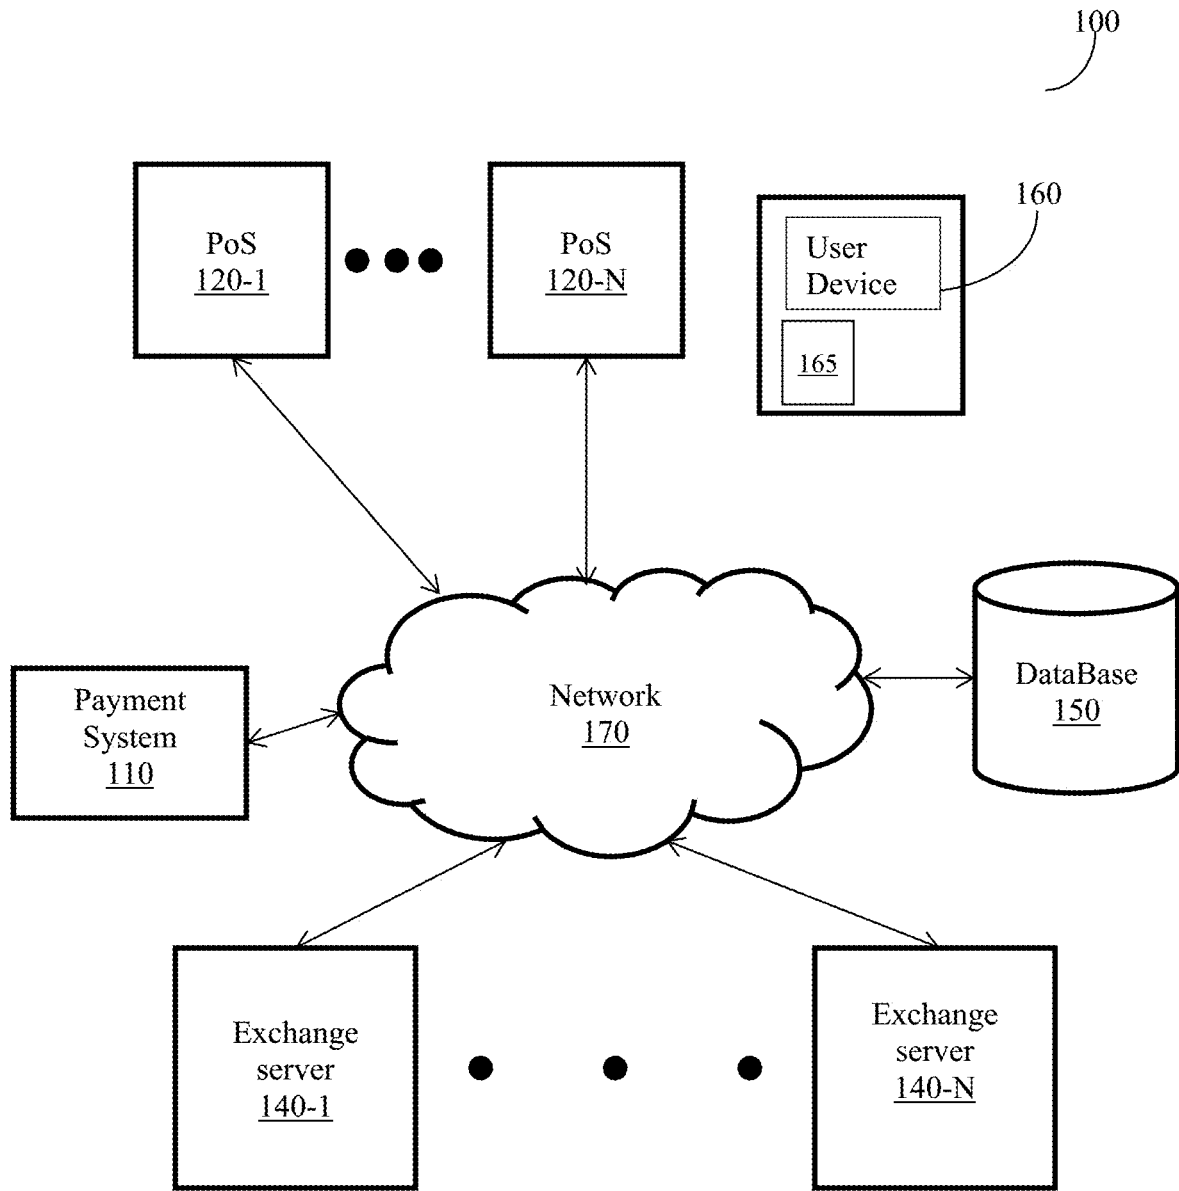 100
PoS
120-1
PoS
120-N
160
User
Device
165
Payment
System
110
Network
170
DataBase
150
Exchange
server
140-1
Exchange
server
140-N